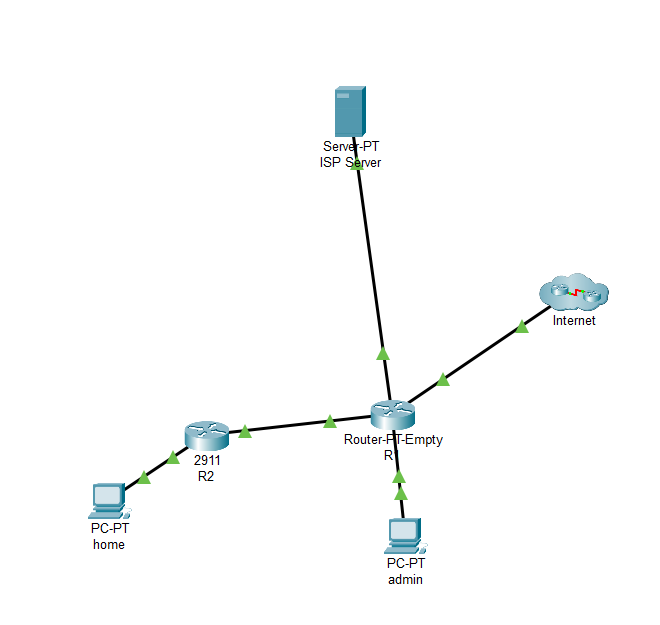 Server-PT
ISP Server
Internet
Router-PT-Empty
R1
2911
R2
PC-PT
home
PC-PT
admin